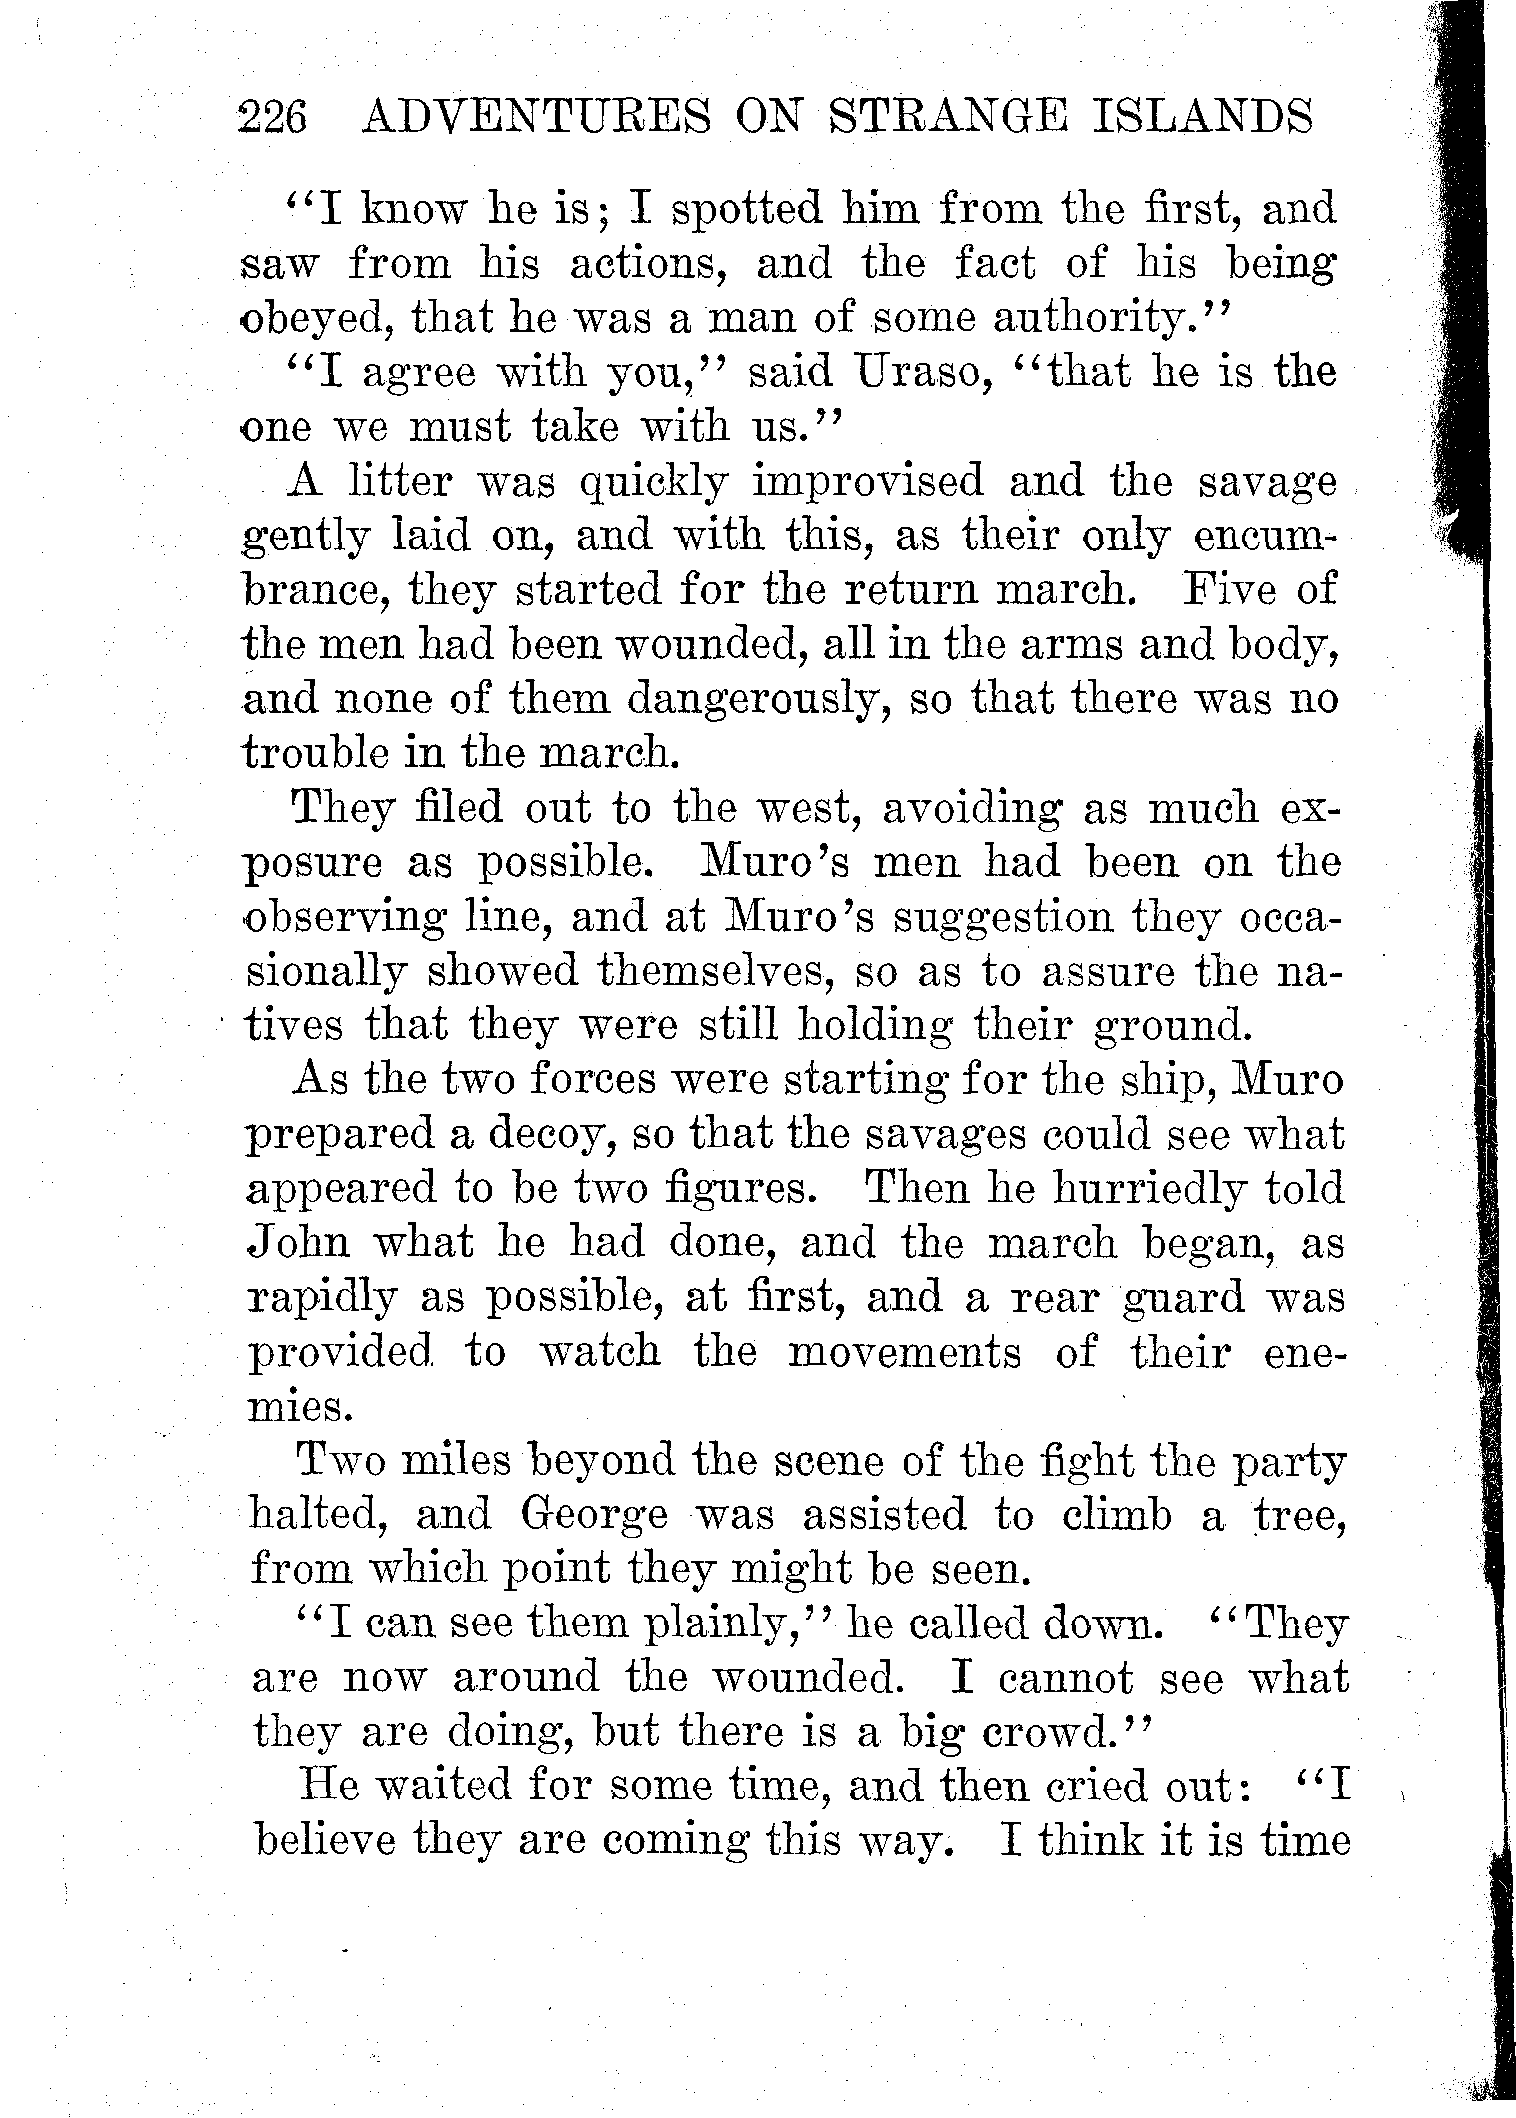 226 ADVENTURES ON STRANGE ISLANDS
"I know he is; I spotted him from the first, and
saw from his actions, and the fact of his being
obeyed, that he was a man of some authority."
"I agree with you," said Uraso, "that he is the
one we must take with us."
A litter was quickly improvised and the savage
gently laid on, and with this, as their only encum-
brance, they started for the return march. Five of
the men had been wounded, all in the arms and body,
and none of them dangerously, so that there was no
trouble in the march.
They filed out to the west, avoiding as much ex-
posure as possible. Muro's men had been on the
observing line, and at Muro's suggestion they occa-
sionally showed themselves, so as to assure the na-
tives that they were still holding their ground.
As the two forces were starting for the ship, Muro
prepared a decoy, so that the savages could see what
appeared to be two figures. Then he hurriedly told
John what he had done, and the march began, as
rapidly as possible, at first, and a rear guard was
provided to watch the movements of their ene-
mies.
Two miles beyond the scene of the fight the party
halted, and George was assisted to climb a tree,
from which point they might be seen.
"I can see them plainly," he called down. "They
are now around the wounded. I cannot see what
they are doing, but there is a big crowd."
He waited for some time, and then cried out: "I
believe they are coming this way. I think it is time